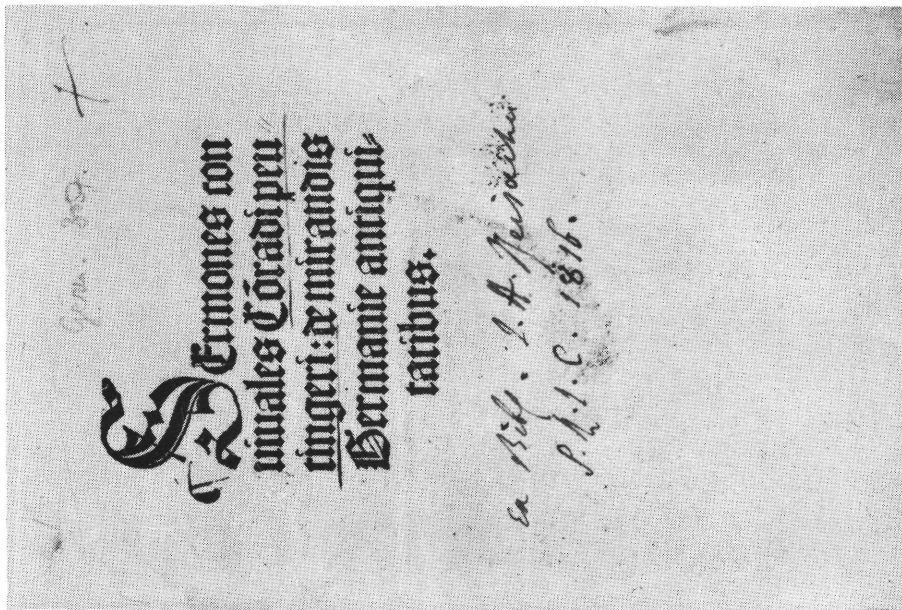 SErmones con
uiuales Cōradi peu
tingeri: de mirandis
Germanie antiqui⸗
tatibus.
Ex Bibl. J. A.
P. R. I. C. 1816.